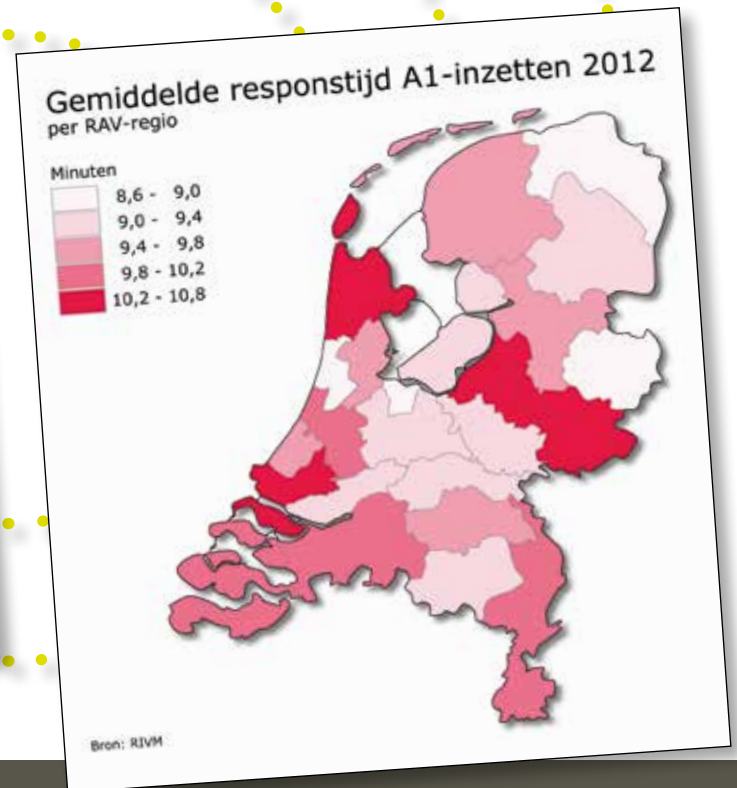 Gemiddelde responstijd A1-inzetten 2012
per RAV-regio
Minuten
8,6 - 9,0
9,0 - 9,4
9,4 - 9,8
9,8 - 10,2
10,2 - 10,8
Bron: RIVM